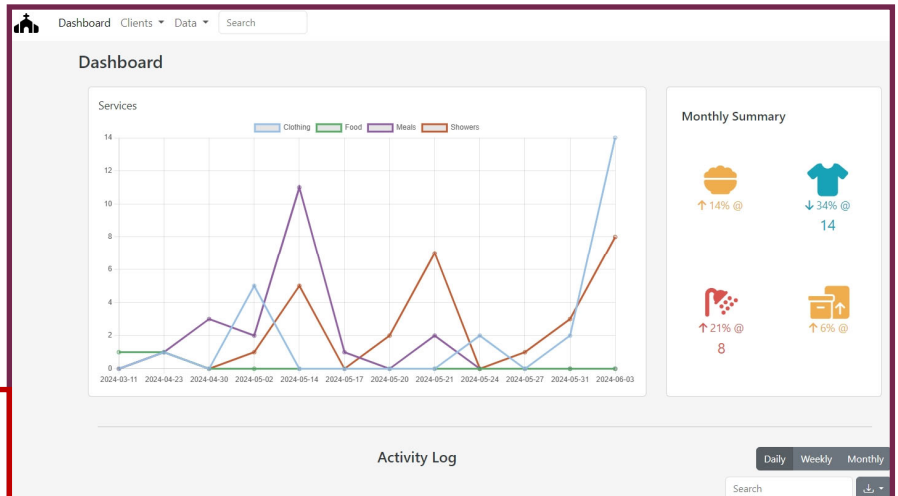 Dashboard Clients Data Search
Dashboard
Services
Clothing Food Meals Showers
14
12
10
8
6
4
2
0
2024-03-11 2024-04-23 2024-04-30 2024-05-02 2024-05-14 2024-05-17 2024-05-20 2024-05-21 2024-05-24 2024-05-27 2024-05-31 2024-06-03
Monthly Summary
↑ 14% @
↓ 34% @
14
↑ 21% @
8
↑ 6% @
Activity Log
Daily Weekly Monthly
Search